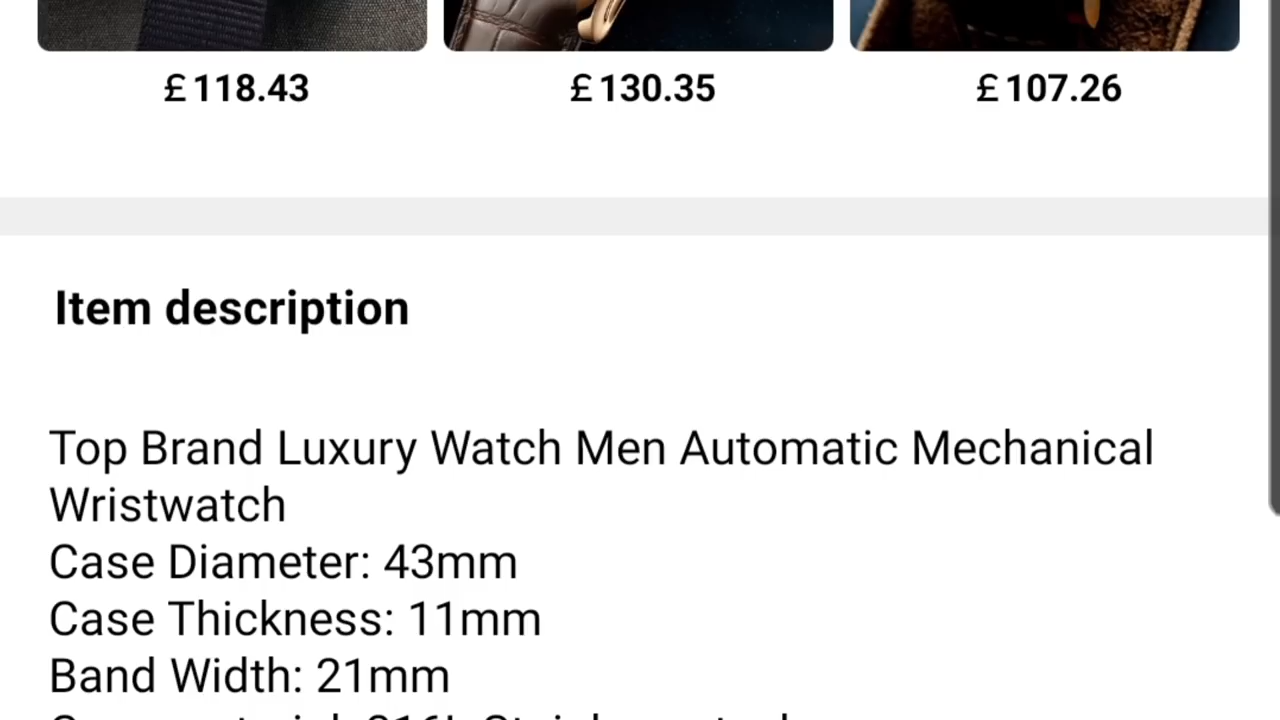 £118.43
£130.35
£107.26
Item description
Top Brand Luxury Watch Men Automatic Mechanical
Wristwatch
Case Diameter: 43mm
Case Thickness: 11mm
Band Width: 21mm